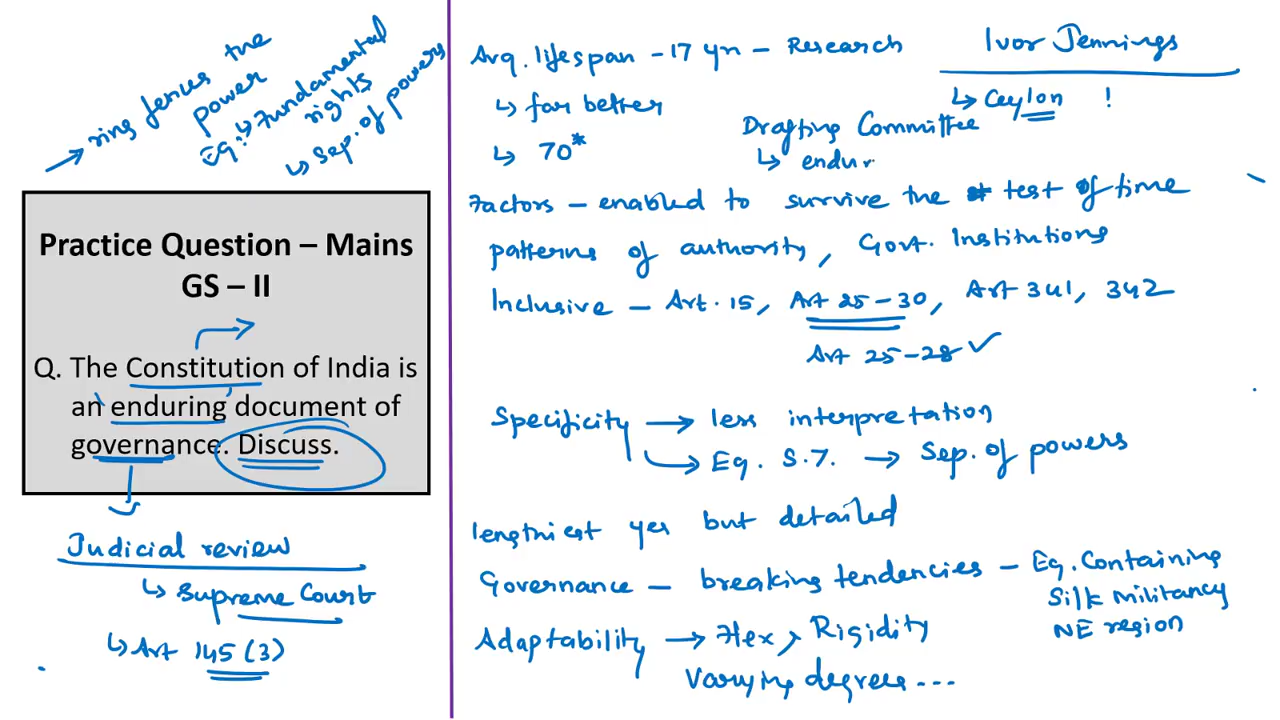 → ring fences the
power
Eg:↳ Fundamental
rights
↳ Sep. of powers
Practice Question – Mains
GS – II
Q. The Constitution of India is
an enduring document of
governance. Discuss.
Judicial review
↳ Supreme Court
↳ Art 145 (3)
Avg. lifespan - 17 yrs - Research
↳ far better
↳ 70*
Ivor Jennings
↳ Ceylon !
Drafting Committee
↳ endur
Factors - enabled to survive the test of time
patterns of authority, Govt. Institutions
Inclusive - Art. 15, Art 25-30, Art 341, 342
Art 25-28 ✓
Specificity → less interpretation
→ Eg. S.7. → Sep. of powers
lengthiest yes but detailed
Governance - breaking tendencies - Eg. Containing
Silk militancy
NE region
Adaptability → Flex > Rigidity
Varying degrees ...